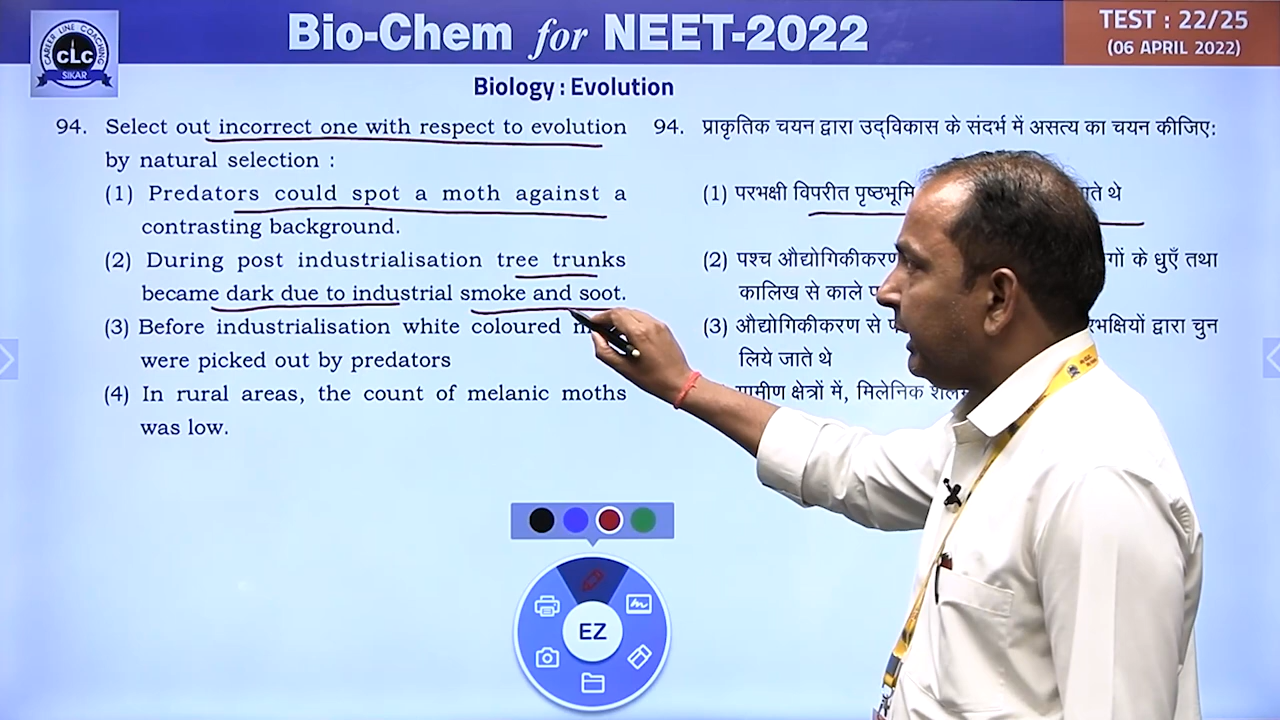 CAREER LINE COACHING
CLC
SIKAR
Bio-Chem for NEET-2022
TEST : 22/25
(06 APRIL 2022)
Biology : Evolution
94. Select out incorrect one with respect to evolution
by natural selection :
(1) Predators could spot a moth against a
contrasting background.
(2) During post industrialisation tree trunks
became dark due to industrial smoke and soot.
(3) Before industrialisation white coloured
were picked out by predators
(4) In rural areas, the count of melanic moths
was low.
94. प्राकृतिक चयन द्वारा उद्विकास के संदर्भ में असत्य का चयन कीजिए:
(1) परभक्षी विपरीत पृष्ठभूमि थे
(2) पश्च औद्योगिकीकरण के धुएँ तथा
कालिख से काले
(3) औद्योगिकीकरण से द्वारा चुन
लिये जाते थे
ग्रामीण क्षेत्रों में, मिलेनिक
EZ